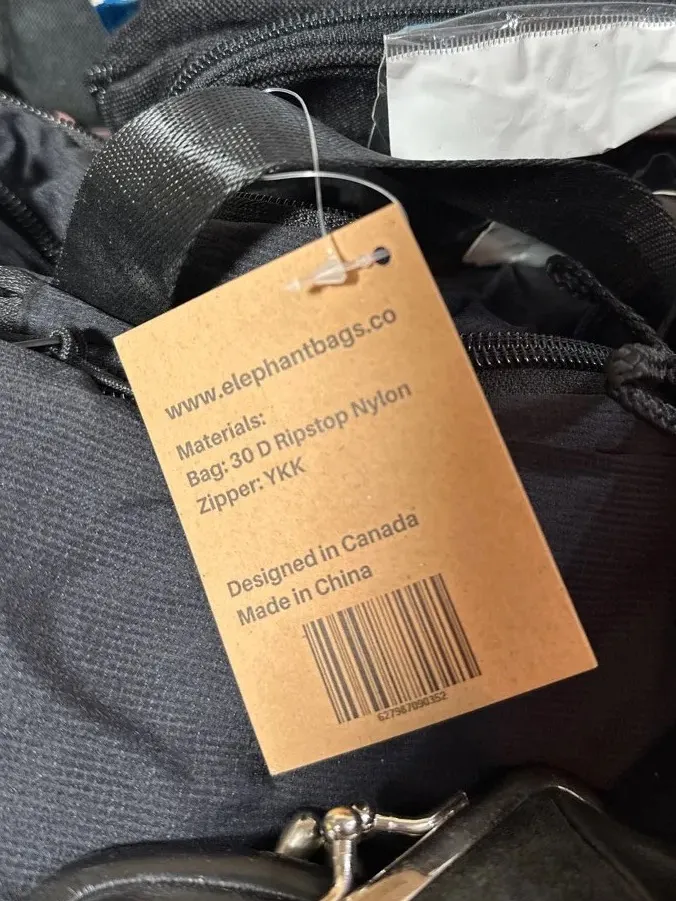 www.elephantbags.co
Materials:
Bag: 30 D Ripstop Nylon
Zipper: YKK
Designed in Canada
Made in China
627987090352